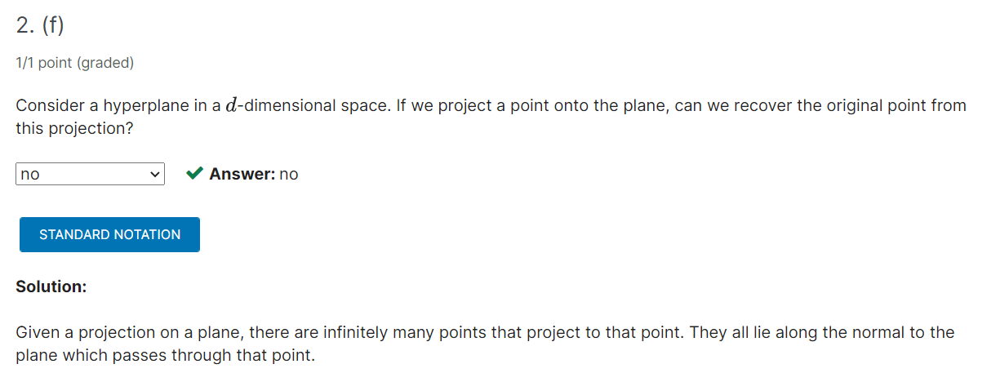 2. (f)
1/1 point (graded)
Consider a hyperplane in a d-dimensional space. If we project a point onto the plane, can we recover the original point from
this projection?
no Answer: no
STANDARD NOTATION
Solution:
Given a projection on a plane, there are infinitely many points that project to that point. They all lie along the normal to the
plane which passes through that point.